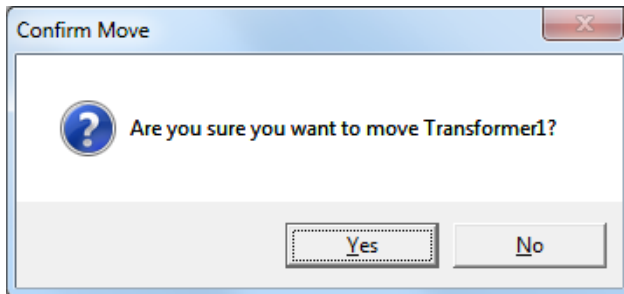 Confirm Move
Are you sure you want to move Transformer1?
Yes No